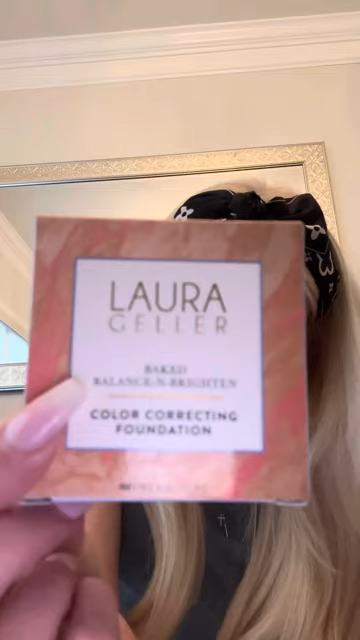 LAURA
GELLER
BAKED
BALANCE-N-BRIGHTEN
COLOR CORRECTING
FOUNDATION